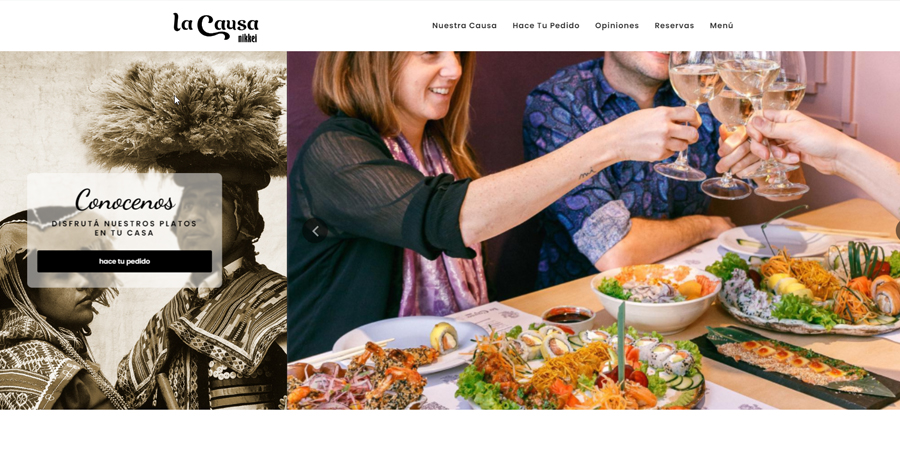 la Causa
nikkei
Nuestra Causa Hace Tu Pedido Opiniones Reservas Menú
Conocenos
DISFRUTÁ NUESTROS PLATOS
EN TU CASA
hace tu pedido